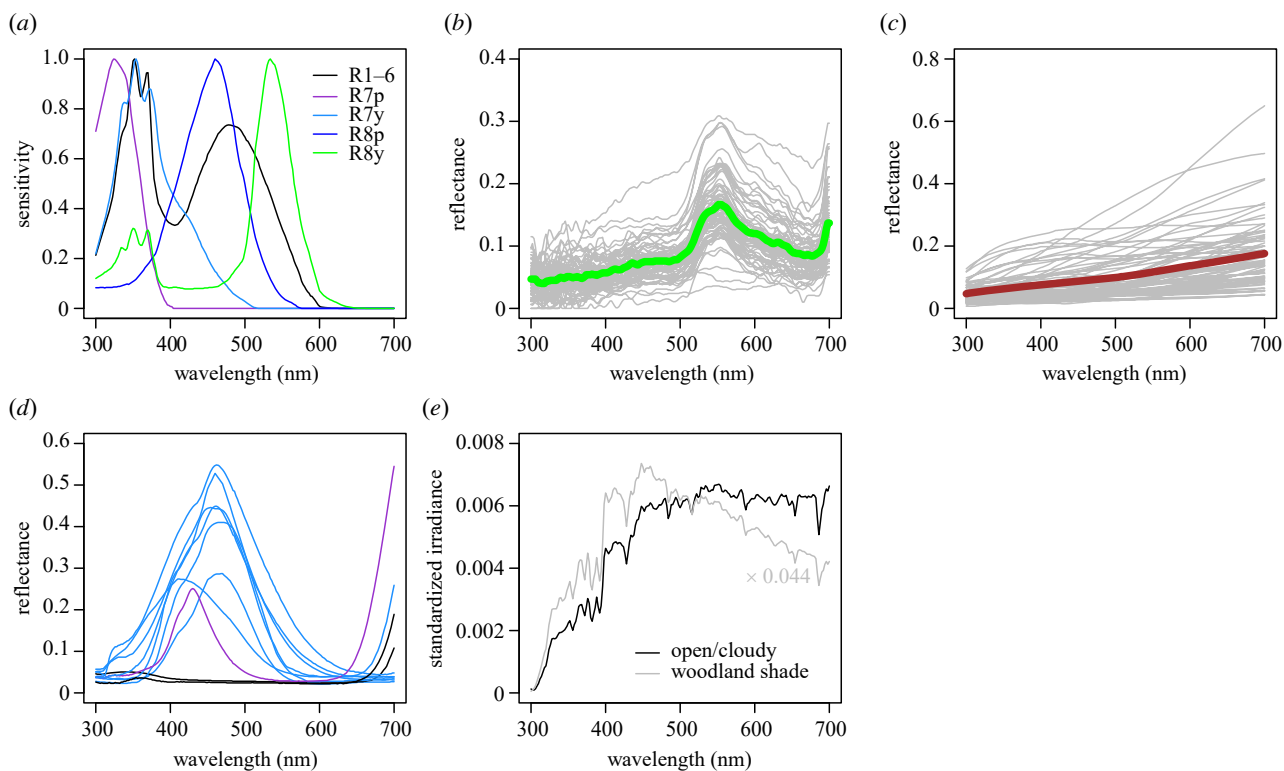 (a)
1.0
0.8
0.6
0.4
0.2
0
sensitivity
R1–6
R7p
R7y
R8p
R8y
300 400 500 600 700
wavelength (nm)
(b)
0.4
0.3
0.2
0.1
0
reflectance
300 400 500 600 700
wavelength (nm)
(c)
0.8
0.6
0.4
0.2
0
reflectance
300 400 500 600 700
wavelength (nm)
(d)
0.6
0.5
0.4
0.3
0.2
0.1
0
reflectance
300 400 500 600 700
wavelength (nm)
(e)
0.008
0.006
0.004
0.002
0
standardized irradiance
× 0.044
open/cloudy
woodland shade
300 400 500 600 700
wavelength (nm)